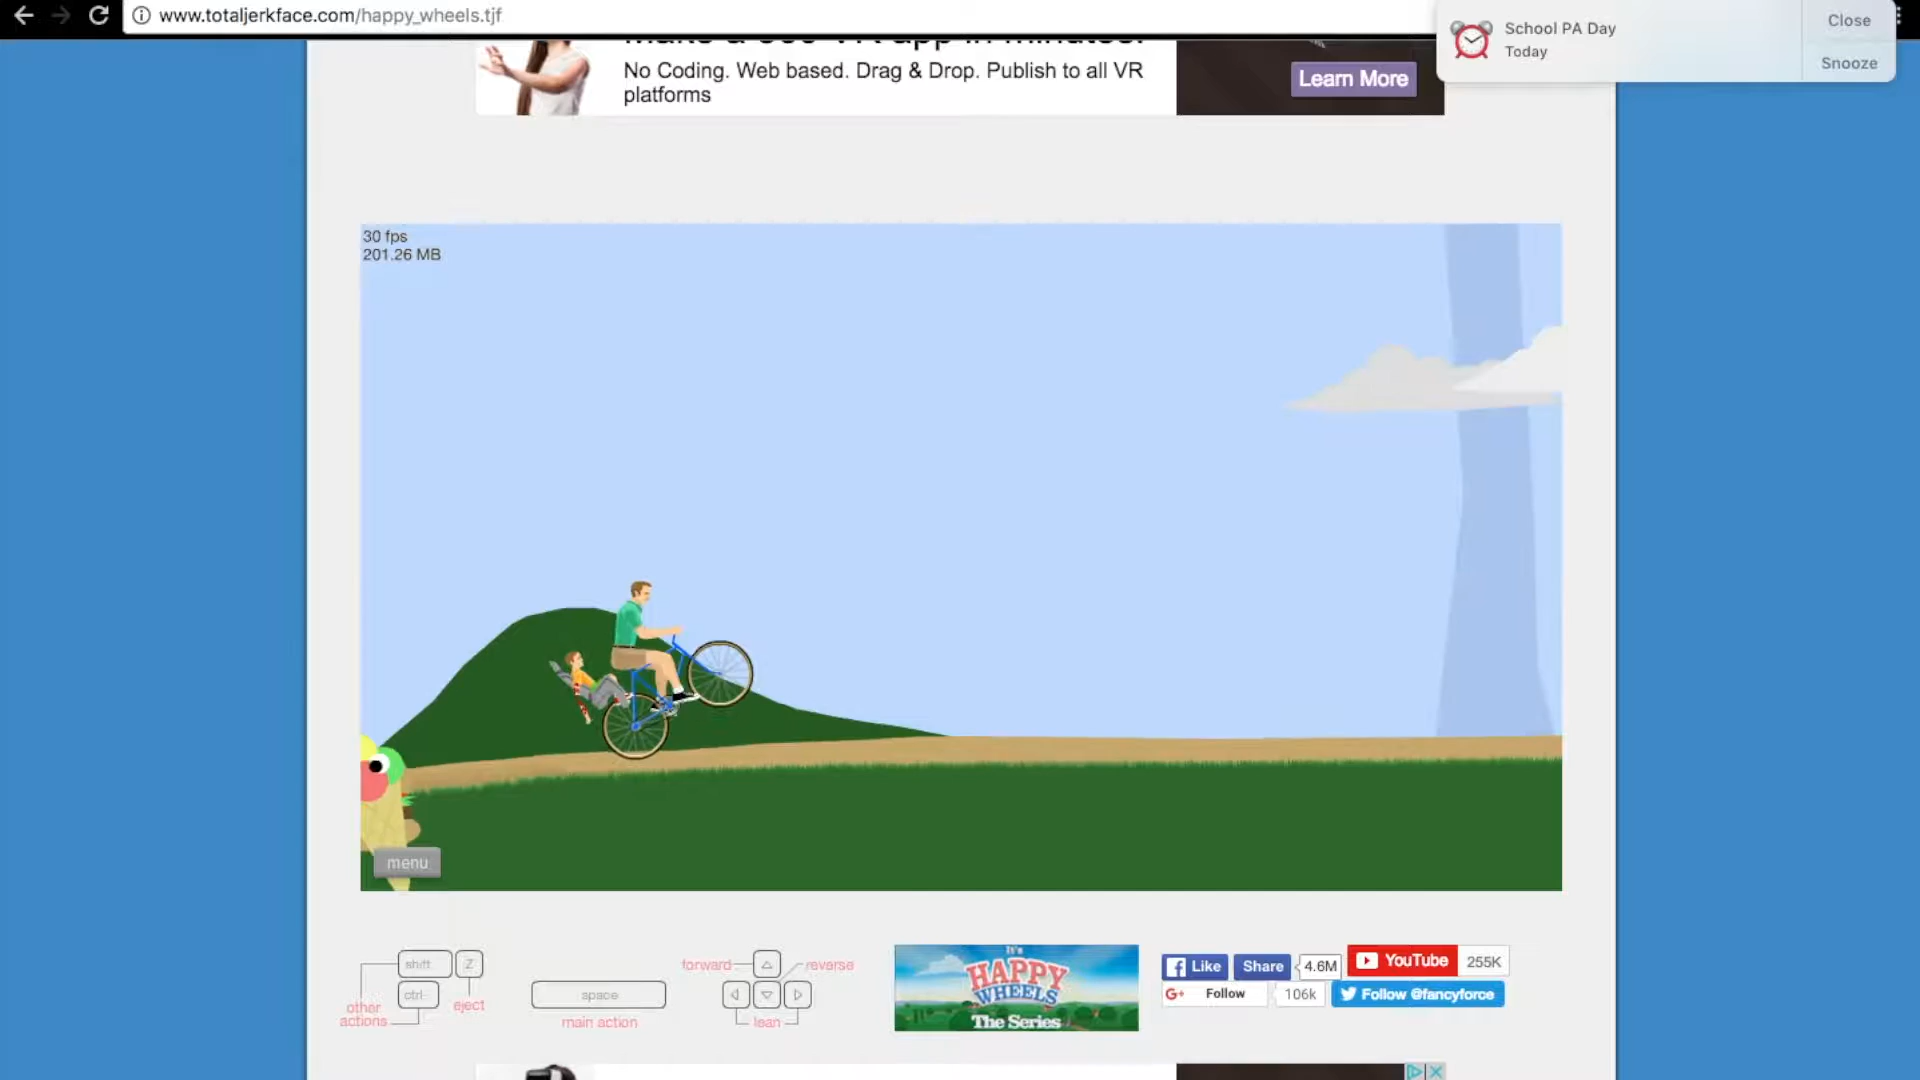 www.totaljerkface.com/happy_wheels.tjf
School PA Day
Today
Close
Snooze
No Coding. Web based. Drag & Drop. Publish to all VR
platforms
Learn More
30 fps
201.26 MB
menu
shift
Z
ctrl
other
actions
eject
space
main action
forward
reverse
lean
It's
HAPPY
WHEELS
The Series
Like
Share
4.6M
YouTube
255K
G+
Follow
106k
Follow @fancyforce